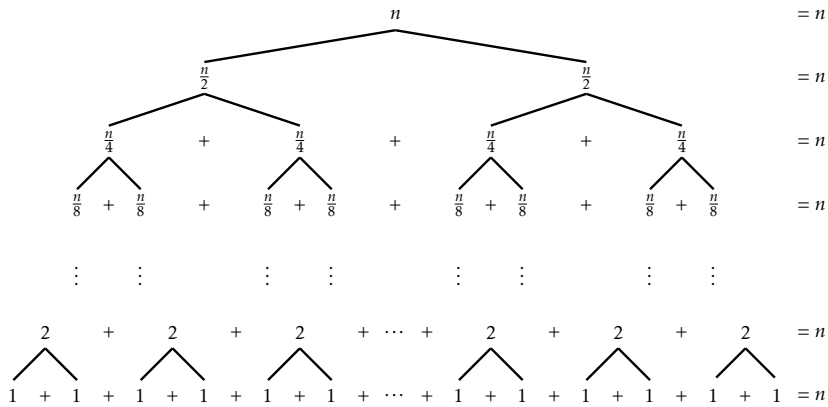 n = n
n/2 n/2 = n
n/4 + n/4 + n/4 + n/4 = n
n/8 + n/8 + n/8 + n/8 + n/8 + n/8 + n/8 + n/8 = n
⋮ ⋮ ⋮ ⋮ ⋮ ⋮ ⋮ ⋮
2 + 2 + 2 + ⋯ + 2 + 2 + 2 = n
1 + 1 + 1 + 1 + 1 + 1 + ⋯ + 1 + 1 + 1 + 1 + 1 + 1 = n